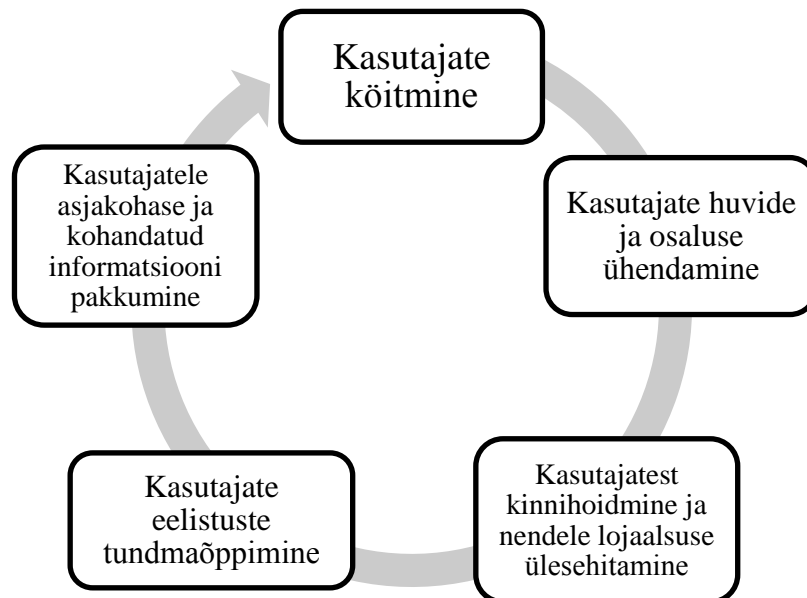 Kasutajate
köitmine
Kasutajate huvide
ja osaluse
ühendamine
Kasutajatest
kinnihoidmine ja
nendele lojaalsuse
ülesehitamine
Kasutajate
eelistuste
tundmaõppimine
Kasutajatele
asjakohase ja
kohandatud
informatsiooni
pakkumine